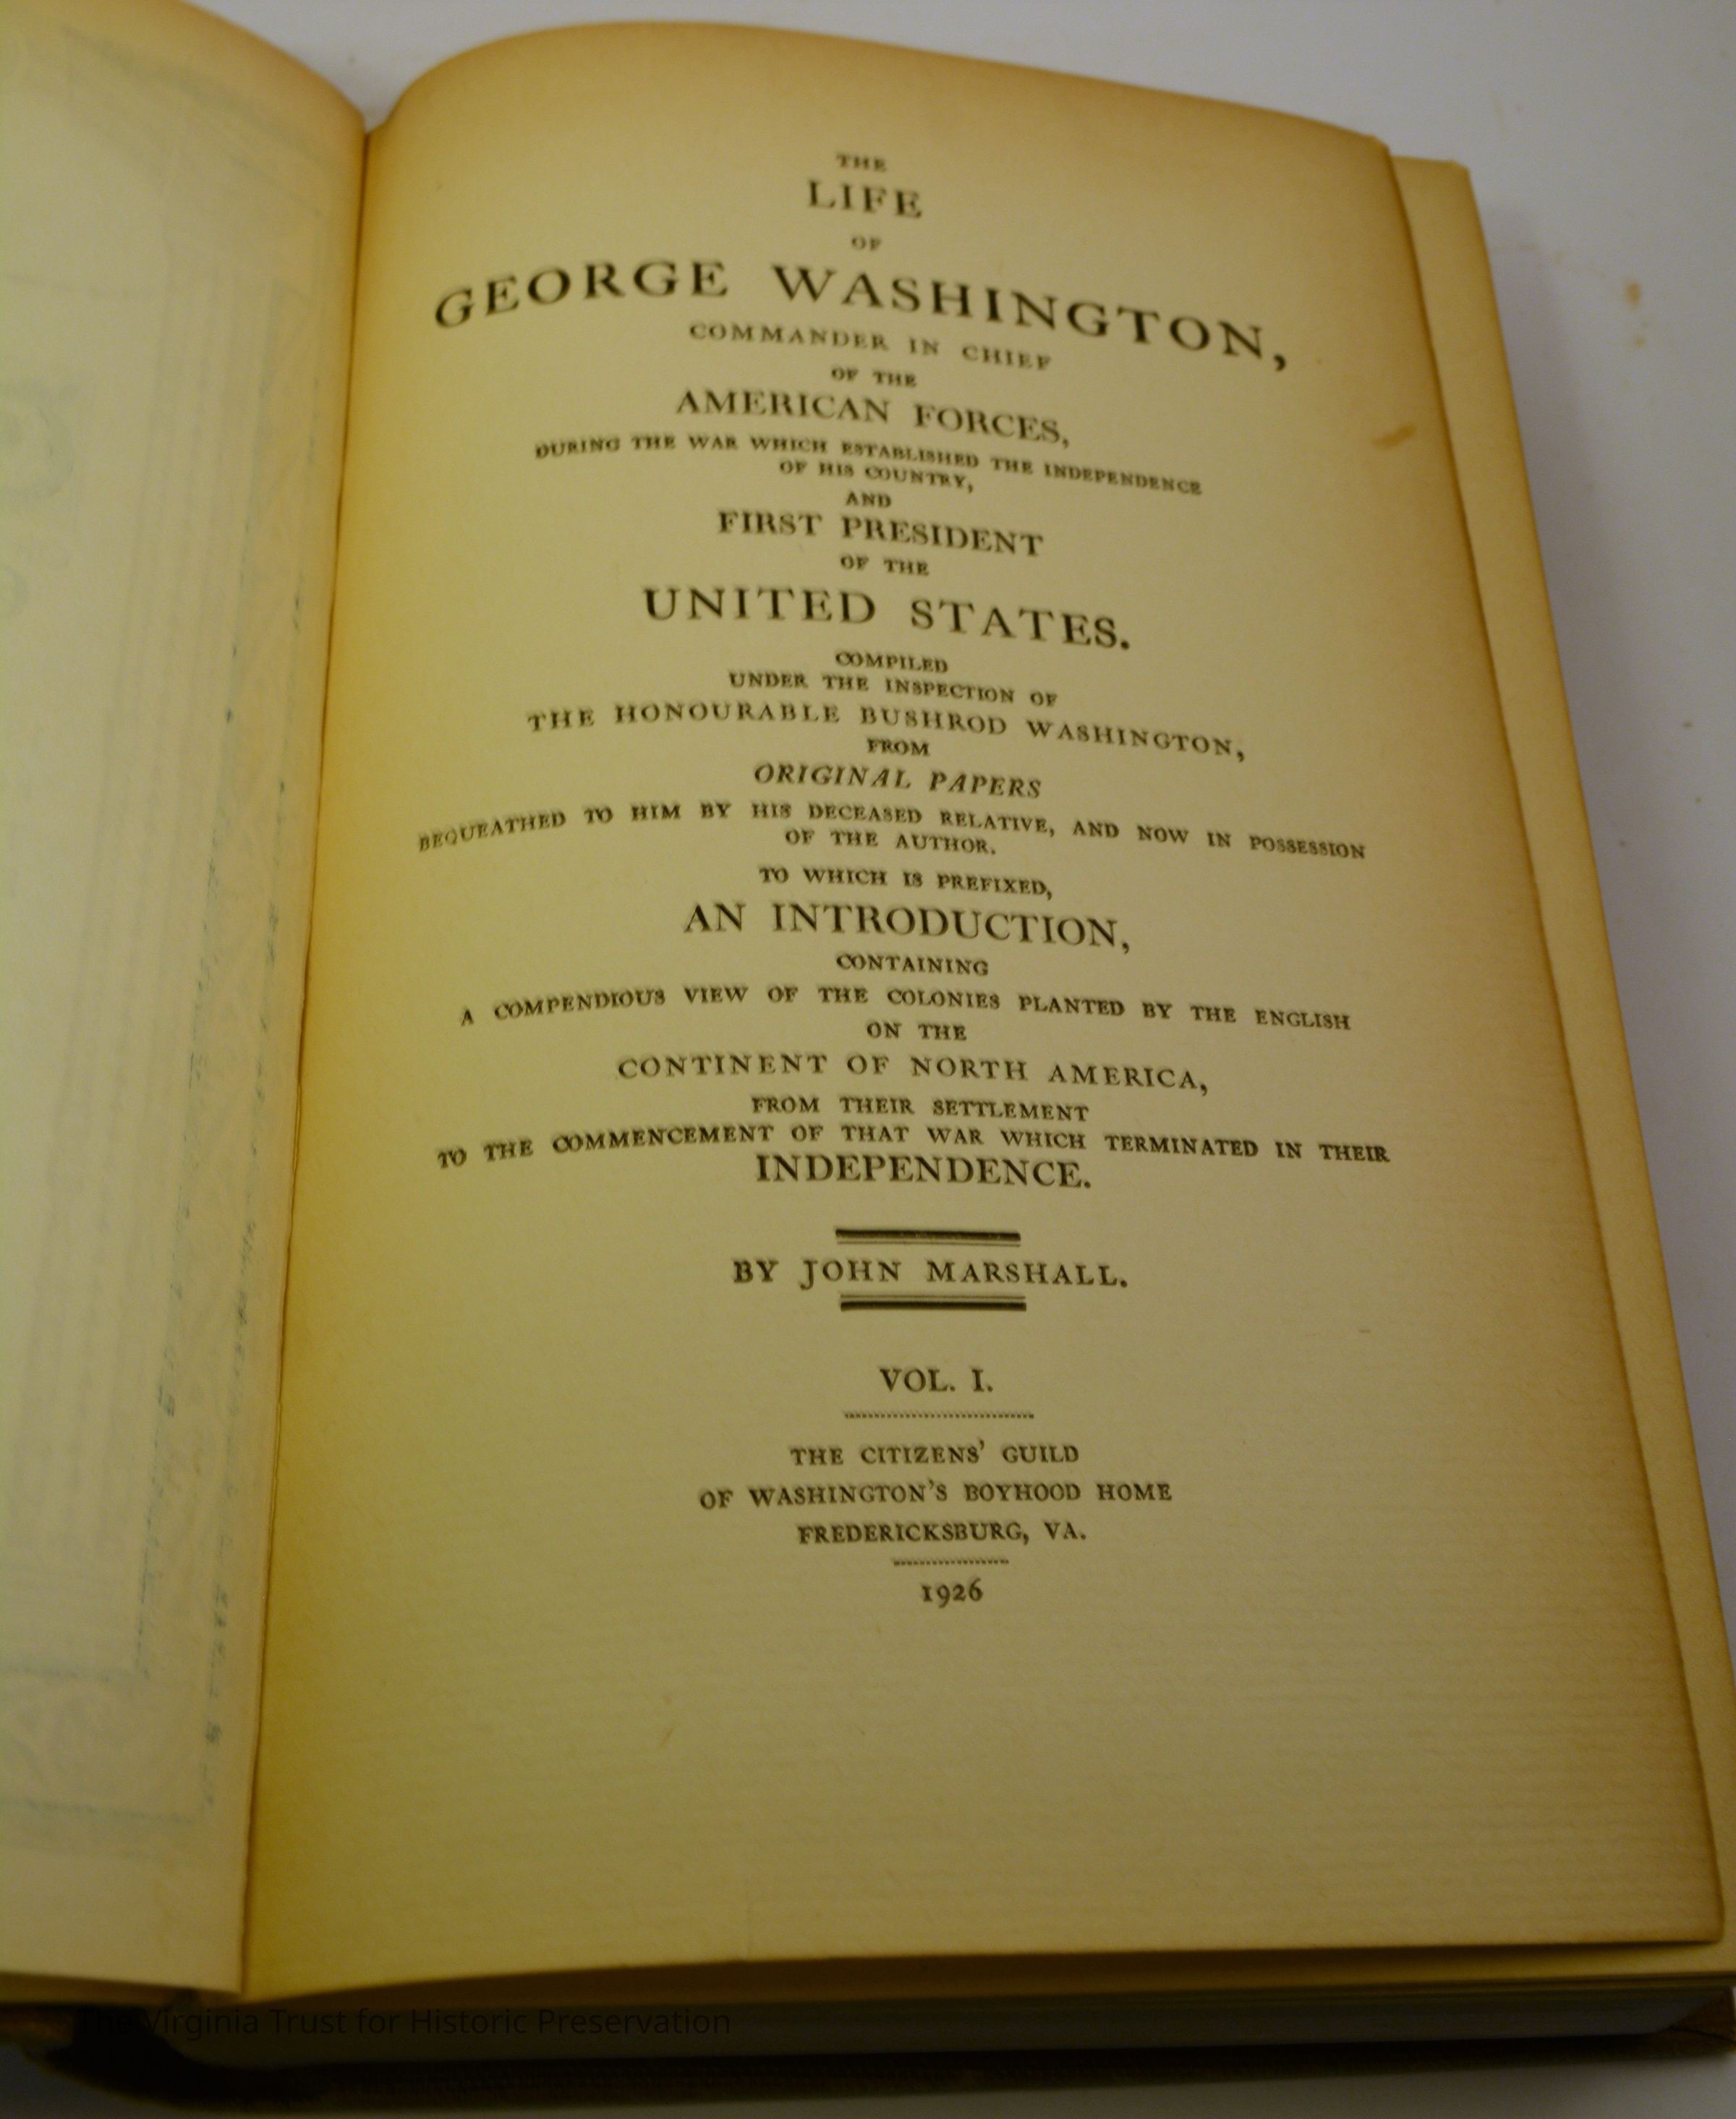 THE
LIFE
OF
GEORGE WASHINGTON,
COMMANDER IN CHIEF
OF THE
AMERICAN FORCES,
DURING THE WAR WHICH ESTABLISHED THE INDEPENDENCE
OF HIS COUNTRY,
AND
FIRST PRESIDENT
OF THE
UNITED STATES.
COMPILED
UNDER THE INSPECTION OF
THE HONOURABLE BUSHROD WASHINGTON,
FROM
ORIGINAL PAPERS
BEQUEATHED TO HIM BY HIS DECEASED RELATIVE, AND NOW IN POSSESSION
OF THE AUTHOR.
TO WHICH IS PREFIXED,
AN INTRODUCTION,
CONTAINING
A COMPENDIOUS VIEW OF THE COLONIES PLANTED BY THE ENGLISH
ON THE
CONTINENT OF NORTH AMERICA,
FROM THEIR SETTLEMENT
TO THE COMMENCEMENT OF THAT WAR WHICH TERMINATED IN THEIR
INDEPENDENCE.
BY JOHN MARSHALL.
VOL. I.
THE CITIZENS' GUILD
OF WASHINGTON'S BOYHOOD HOME
FREDERICKSBURG, VA.
1926
The Virginia Trust for Historic Preservation